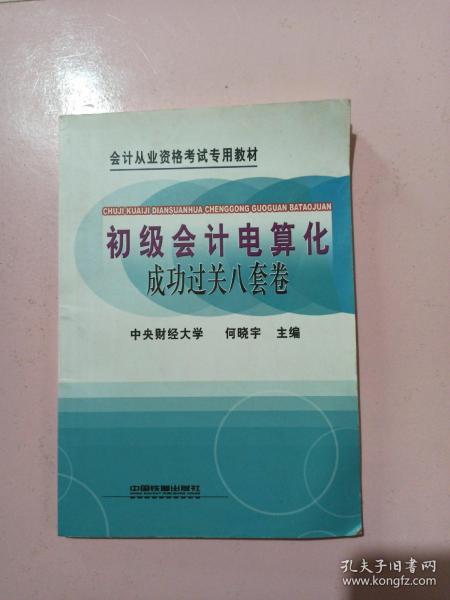 会计从业资格考试专用教材
CHUJI KUAIJI DIANSUANHUA CHENGGONG GUOGUAN BATAOJUAN
初级会计电算化
成功过关八套卷
中央财经大学 何晓宇 主编
中国铁道出版社
孔夫子旧书网
www.kongfz.com